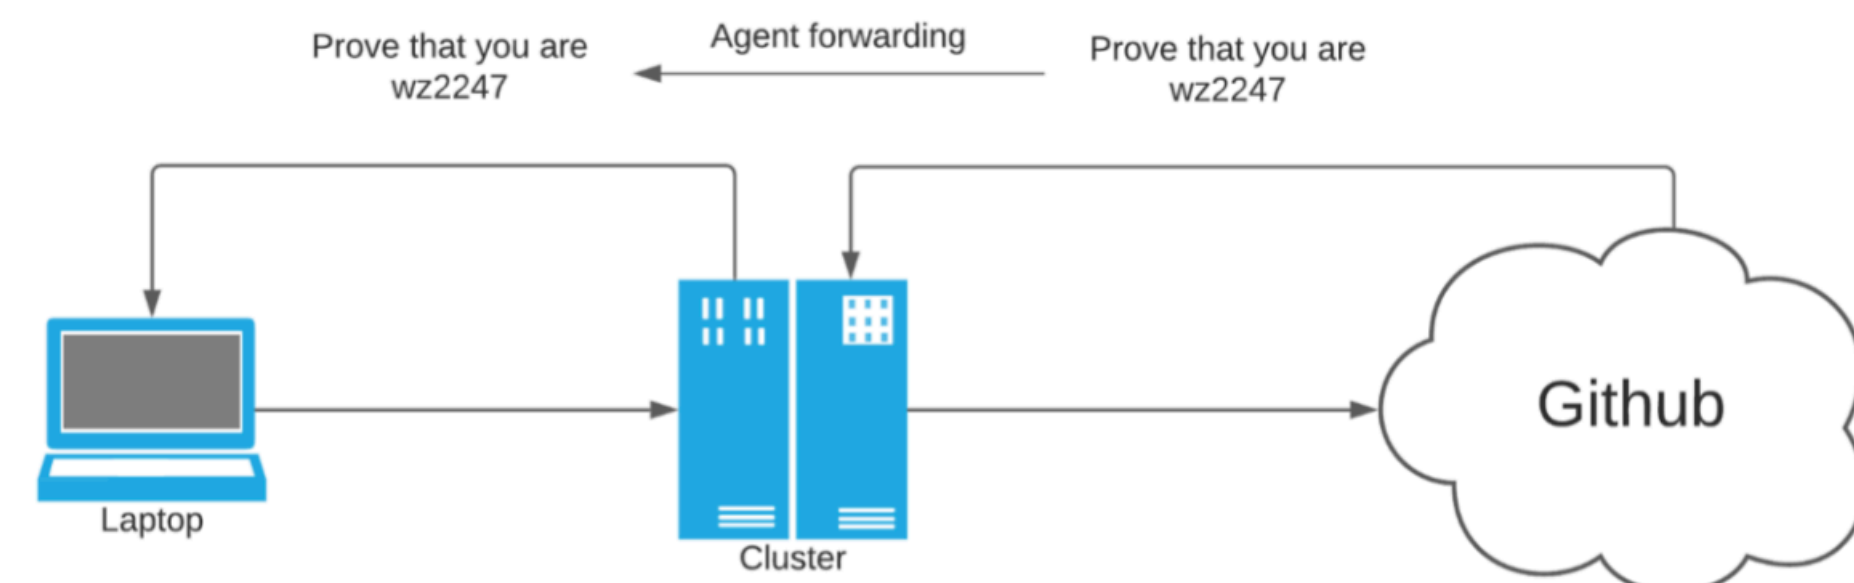 Prove that you are
wz2247
Agent forwarding
Prove that you are
wz2247
Github
Laptop
Cluster